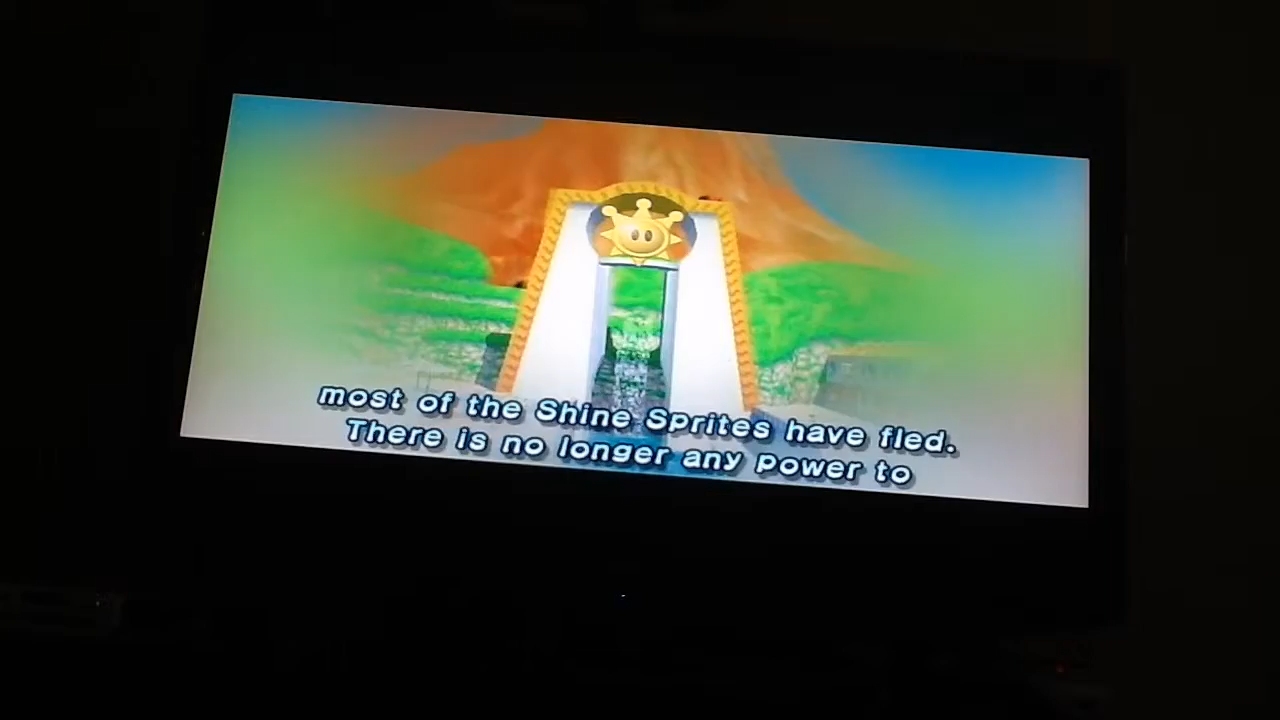 most of the Shine Sprites have fled.
There is no longer any power to